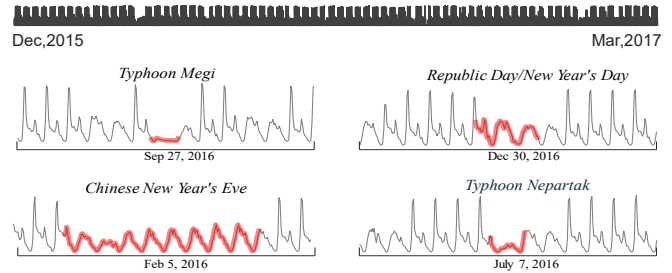 Dec,2015
Mar,2017
Typhoon Megi
Republic Day/New Year's Day
Sep 27, 2016
Dec 30, 2016
Chinese New Year's Eve
Typhoon Nepartak
Feb 5, 2016
July 7, 2016